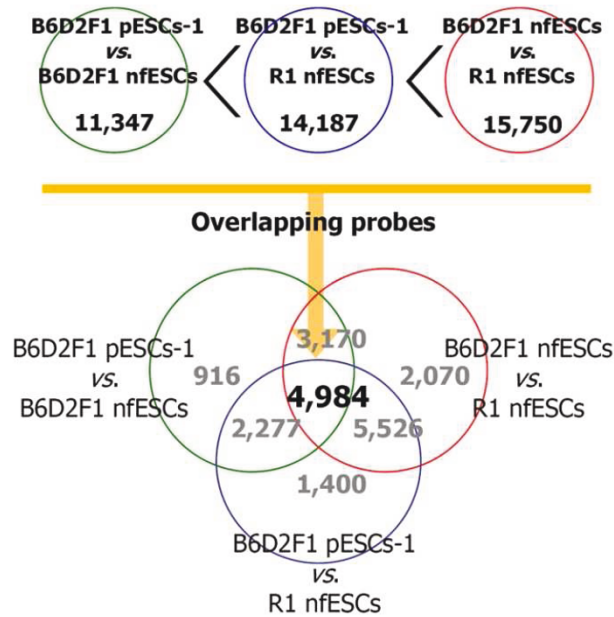 B6D2F1 pESCs-1
vs.
B6D2F1 nfESCs
11,347
<
B6D2F1 pESCs-1
vs.
R1 nfESCs
14,187
<
B6D2F1 nfESCs
vs.
R1 nfESCs
15,750
Overlapping probes
B6D2F1 pESCs-1
vs.
B6D2F1 nfESCs
916
3,170
4,984
2,277
5,526
1,400
2,070
B6D2F1 nfESCs
vs.
R1 nfESCs
B6D2F1 pESCs-1
vs.
R1 nfESCs